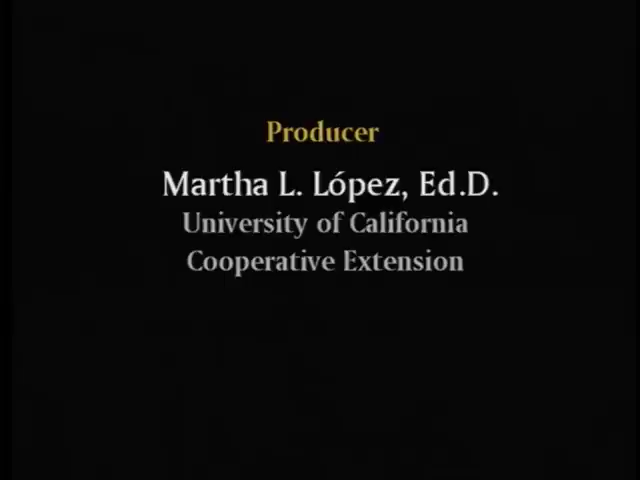 Producer
Martha L. López, Ed.D.
University of California
Cooperative Extension